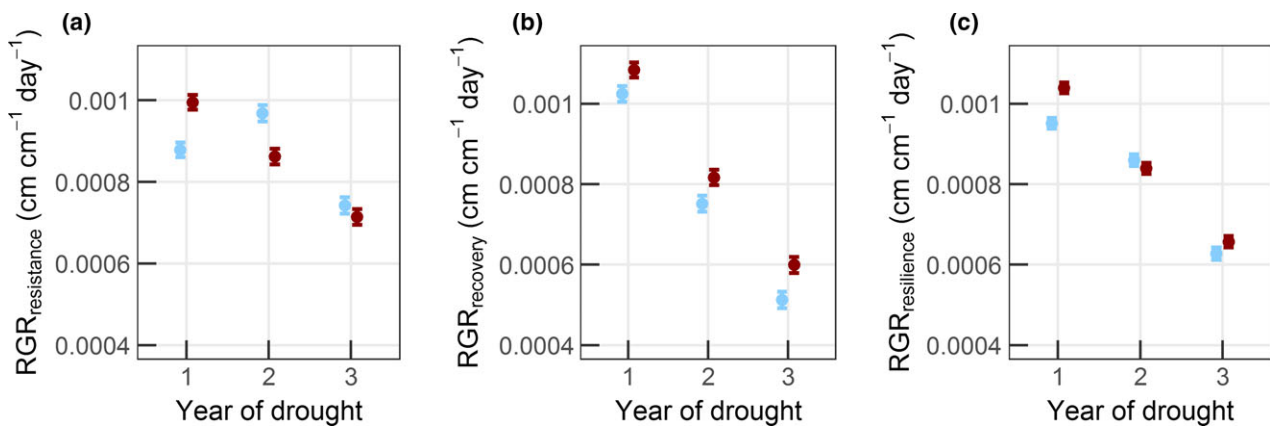 (a)
RGRresistance (cm cm⁻¹ day⁻¹)
0.001
0.0008
0.0006
0.0004
1 2 3
Year of drought
(b)
RGRrecovery (cm cm⁻¹ day⁻¹)
0.001
0.0008
0.0006
0.0004
1 2 3
Year of drought
(c)
RGRresilience (cm cm⁻¹ day⁻¹)
0.001
0.0008
0.0006
0.0004
1 2 3
Year of drought